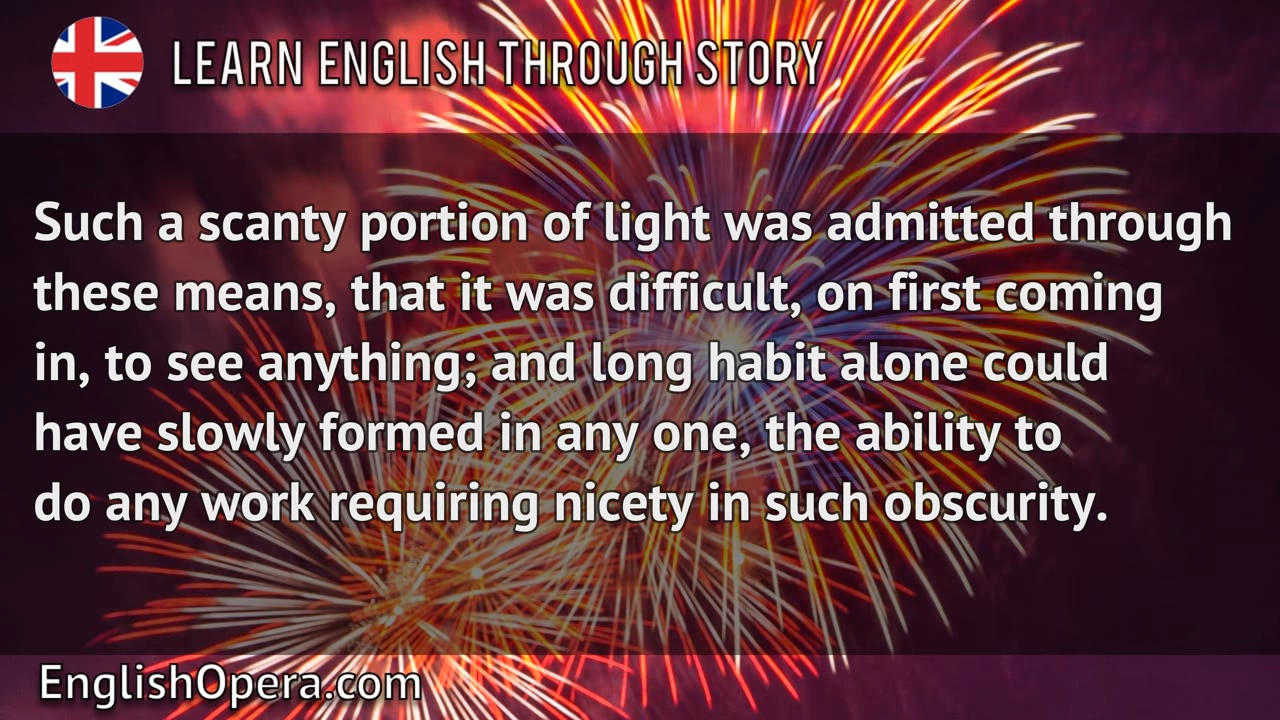 LEARN ENGLISH THROUGH STORY
Such a scanty portion of light was admitted through
these means, that it was difficult, on first coming
in, to see anything; and long habit alone could
have slowly formed in any one, the ability to
do any work requiring nicety in such obscurity.
EnglishOpera.com